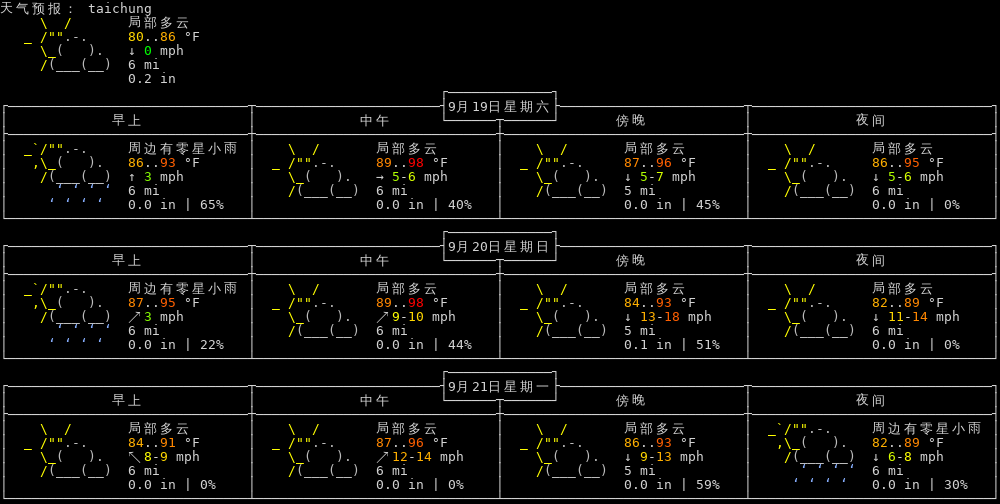 天气预报： taichung
局部多云
80..86 °F
↓ 0 mph
6 mi
0.2 in
9月19日星期六
早上 中午 傍晚 夜间
周边有零星小雨 局部多云 局部多云 局部多云
86..93 °F 89..98 °F 87..96 °F 86..95 °F
↑ 3 mph → 5-6 mph ↓ 5-7 mph ↓ 5-6 mph
6 mi 6 mi 5 mi 6 mi
0.0 in | 65% 0.0 in | 40% 0.0 in | 45% 0.0 in | 0%
9月20日星期日
早上 中午 傍晚 夜间
周边有零星小雨 局部多云 局部多云 局部多云
87..95 °F 89..98 °F 84..93 °F 82..89 °F
↗ 3 mph ↗ 9-10 mph ↓ 13-18 mph ↓ 11-14 mph
6 mi 6 mi 5 mi 6 mi
0.0 in | 22% 0.0 in | 44% 0.1 in | 51% 0.0 in | 0%
9月21日星期一
早上 中午 傍晚 夜间
局部多云 局部多云 局部多云 周边有零星小雨
84..91 °F 87..96 °F 86..93 °F 82..89 °F
↖ 8-9 mph ↗ 12-14 mph ↓ 9-13 mph ↓ 6-8 mph
6 mi 6 mi 5 mi 6 mi
0.0 in | 0% 0.0 in | 0% 0.0 in | 59% 0.0 in | 30%